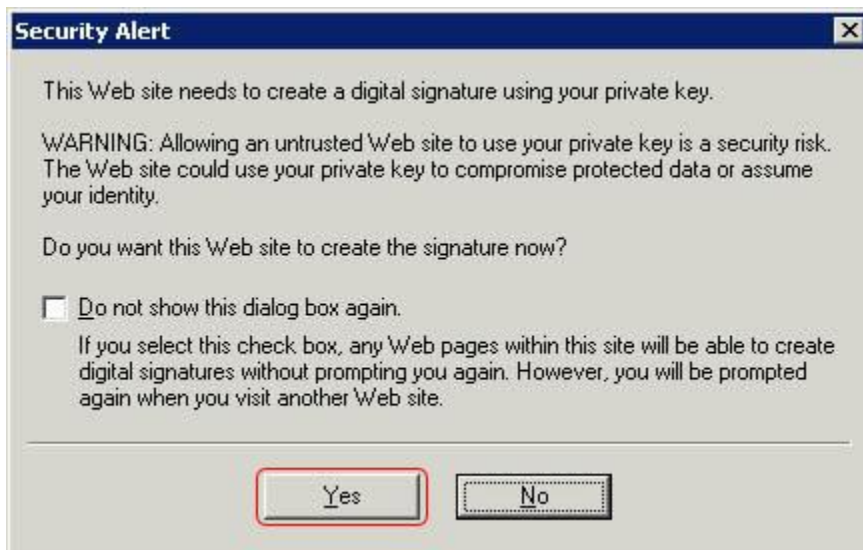 Security Alert
This Web site needs to create a digital signature using your private key.
WARNING: Allowing an untrusted Web site to use your private key is a security risk.
The Web site could use your private key to compromise protected data or assume
your identity.
Do you want this Web site to create the signature now?
Do not show this dialog box again.
If you select this check box, any Web pages within this site will be able to create
digital signatures without prompting you again. However, you will be prompted
again when you visit another Web site.
Yes No